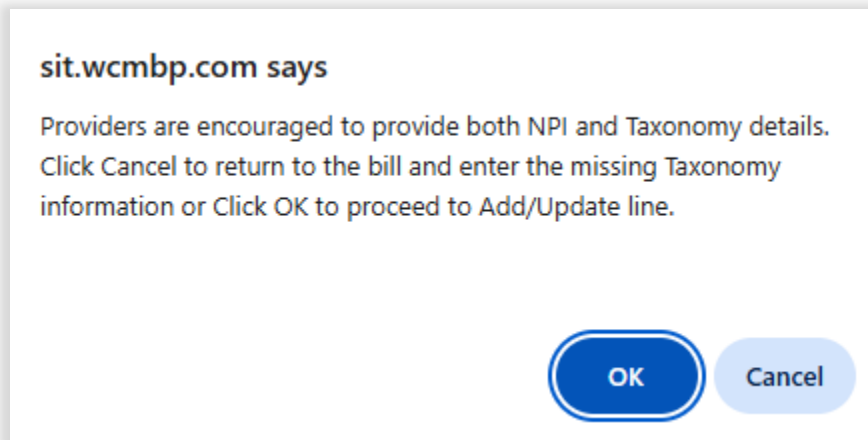 sit.wcmbp.com says
Providers are encouraged to provide both NPI and Taxonomy details.
Click Cancel to return to the bill and enter the missing Taxonomy
information or Click OK to proceed to Add/Update line.
OK
Cancel